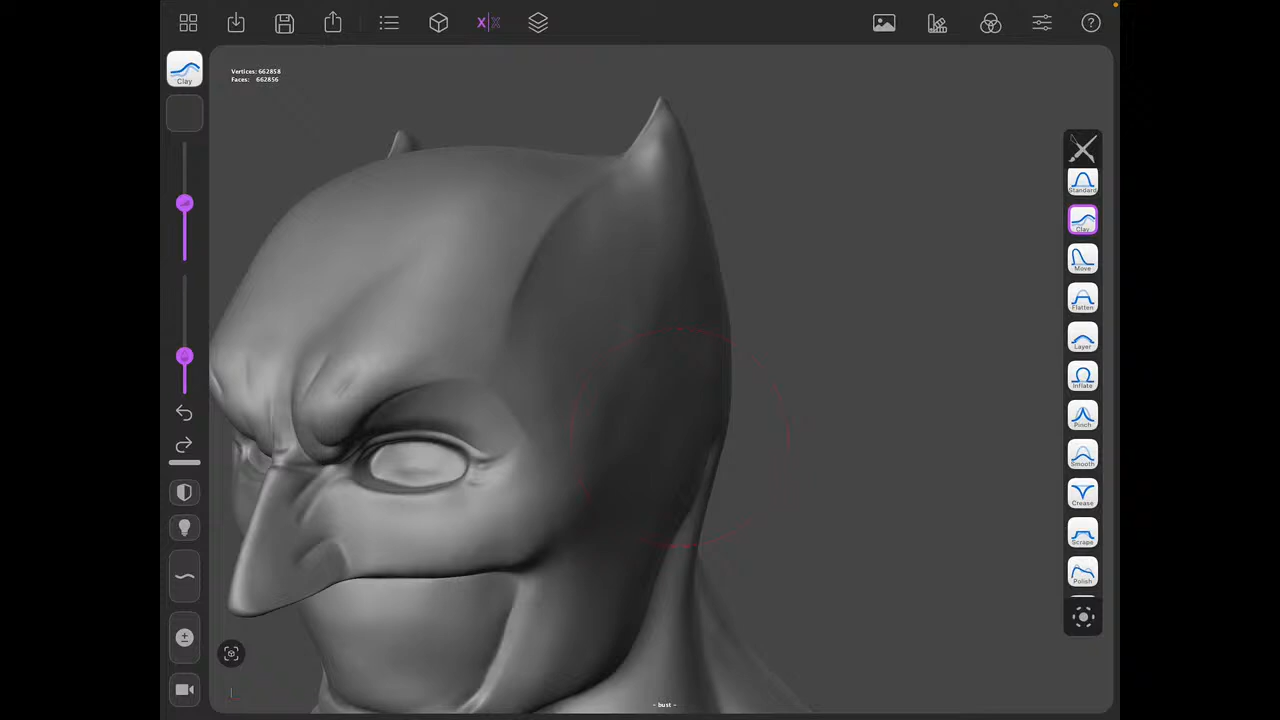 Clay
Vertices: 662858
Faces: 662856
Standard
Clay
Move
Flatten
Layer
Inflate
Pinch
Smooth
Crease
Scrape
Polish
- bust -